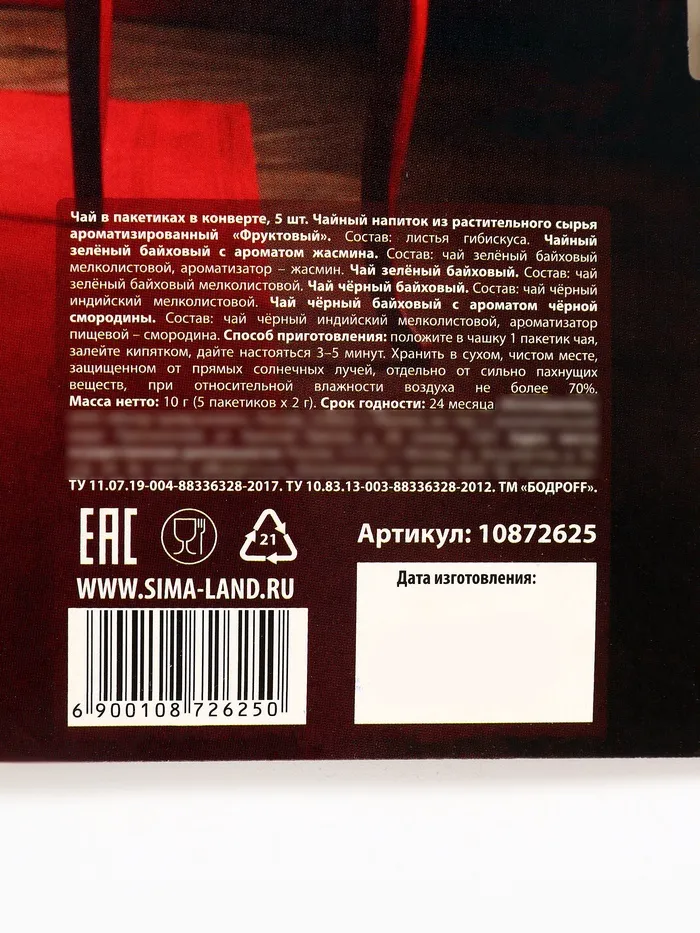 Чай в пакетиках в конверте, 5 шт. Чайный напиток из растительного сырья
ароматизированный «Фруктовый». Состав: листья гибискуса. Чайный
зелёный байховый с ароматом жасмина. Состав: чай зелёный байховый
мелколистовой, ароматизатор – жасмин. Чай зелёный байховый. Состав: чай
зелёный байховый мелколистовой. Чай чёрный байховый. Состав: чай чёрный
индийский мелколистовой. Чай чёрный байховый с ароматом чёрной
смородины. Состав: чай чёрный индийский мелколистовой, ароматизатор
пищевой – смородина. Способ приготовления: положите в чашку 1 пакетик чая,
залейте кипятком, дайте настояться 3–5 минут. Хранить в сухом, чистом месте,
защищенном от прямых солнечных лучей, отдельно от сильно пахнущих
веществ, при относительной влажности воздуха не более 70%.
Масса нетто: 10 г (5 пакетиков х 2 г). Срок годности: 24 месяца
ТУ 11.07.19-004-88336328-2017. ТУ 10.83.13-003-88336328-2012. ТМ «БОДРОFF».
EAC
21
Артикул: 10872625
WWW.SIMA-LAND.RU
Дата изготовления:
6 900108 726250